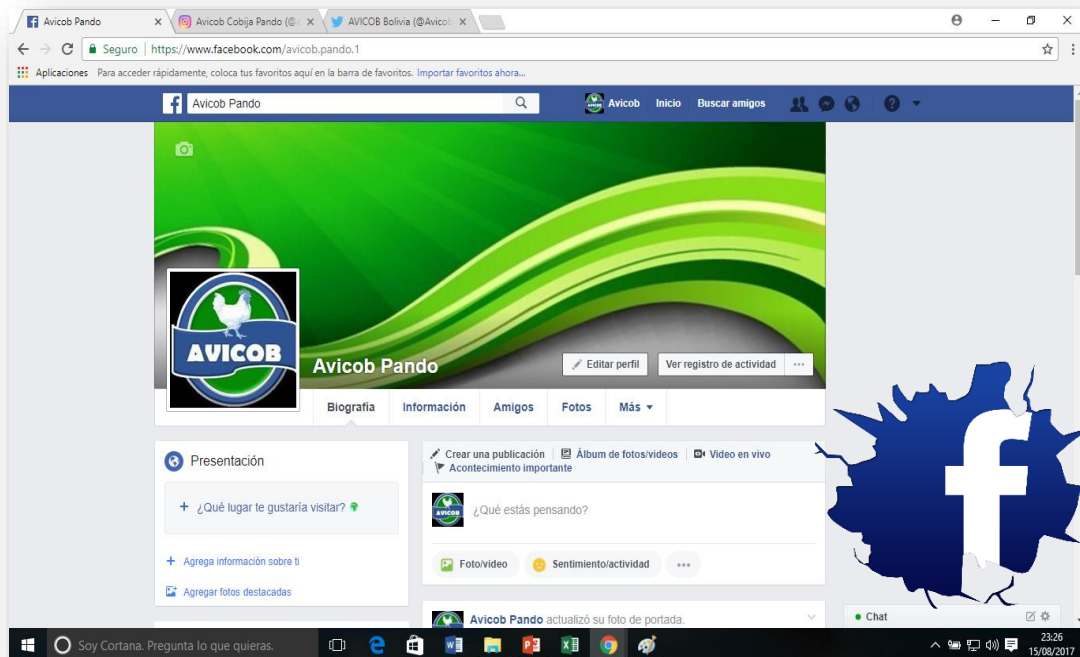 Avicob Pando
Avicob Cobija Pando (@
AVICOB Bolivia (@Avicob
Seguro
https://www.facebook.com/avicob.pando.1
Aplicaciones Para acceder rápidamente, coloca tus favoritos aquí en la barra de favoritos. Importar favoritos ahora...
Avicob Pando
Avicob Inicio Buscar amigos
AVICOB
Avicob Pando
Editar perfil
Ver registro de actividad
Biografía Información Amigos Fotos Más
Presentación
¿Qué lugar te gustaría visitar?
Agrega información sobre ti
Agregar fotos destacadas
Crear una publicación Álbum de fotos/videos Video en vivo
Acontecimiento importante
AVICOB
¿Qué estás pensando?
Foto/video
Sentimiento/actividad
Avicob Pando actualizó su foto de portada.
Chat
Soy Cortana. Pregunta lo que quieras.
23:26
15/08/2017